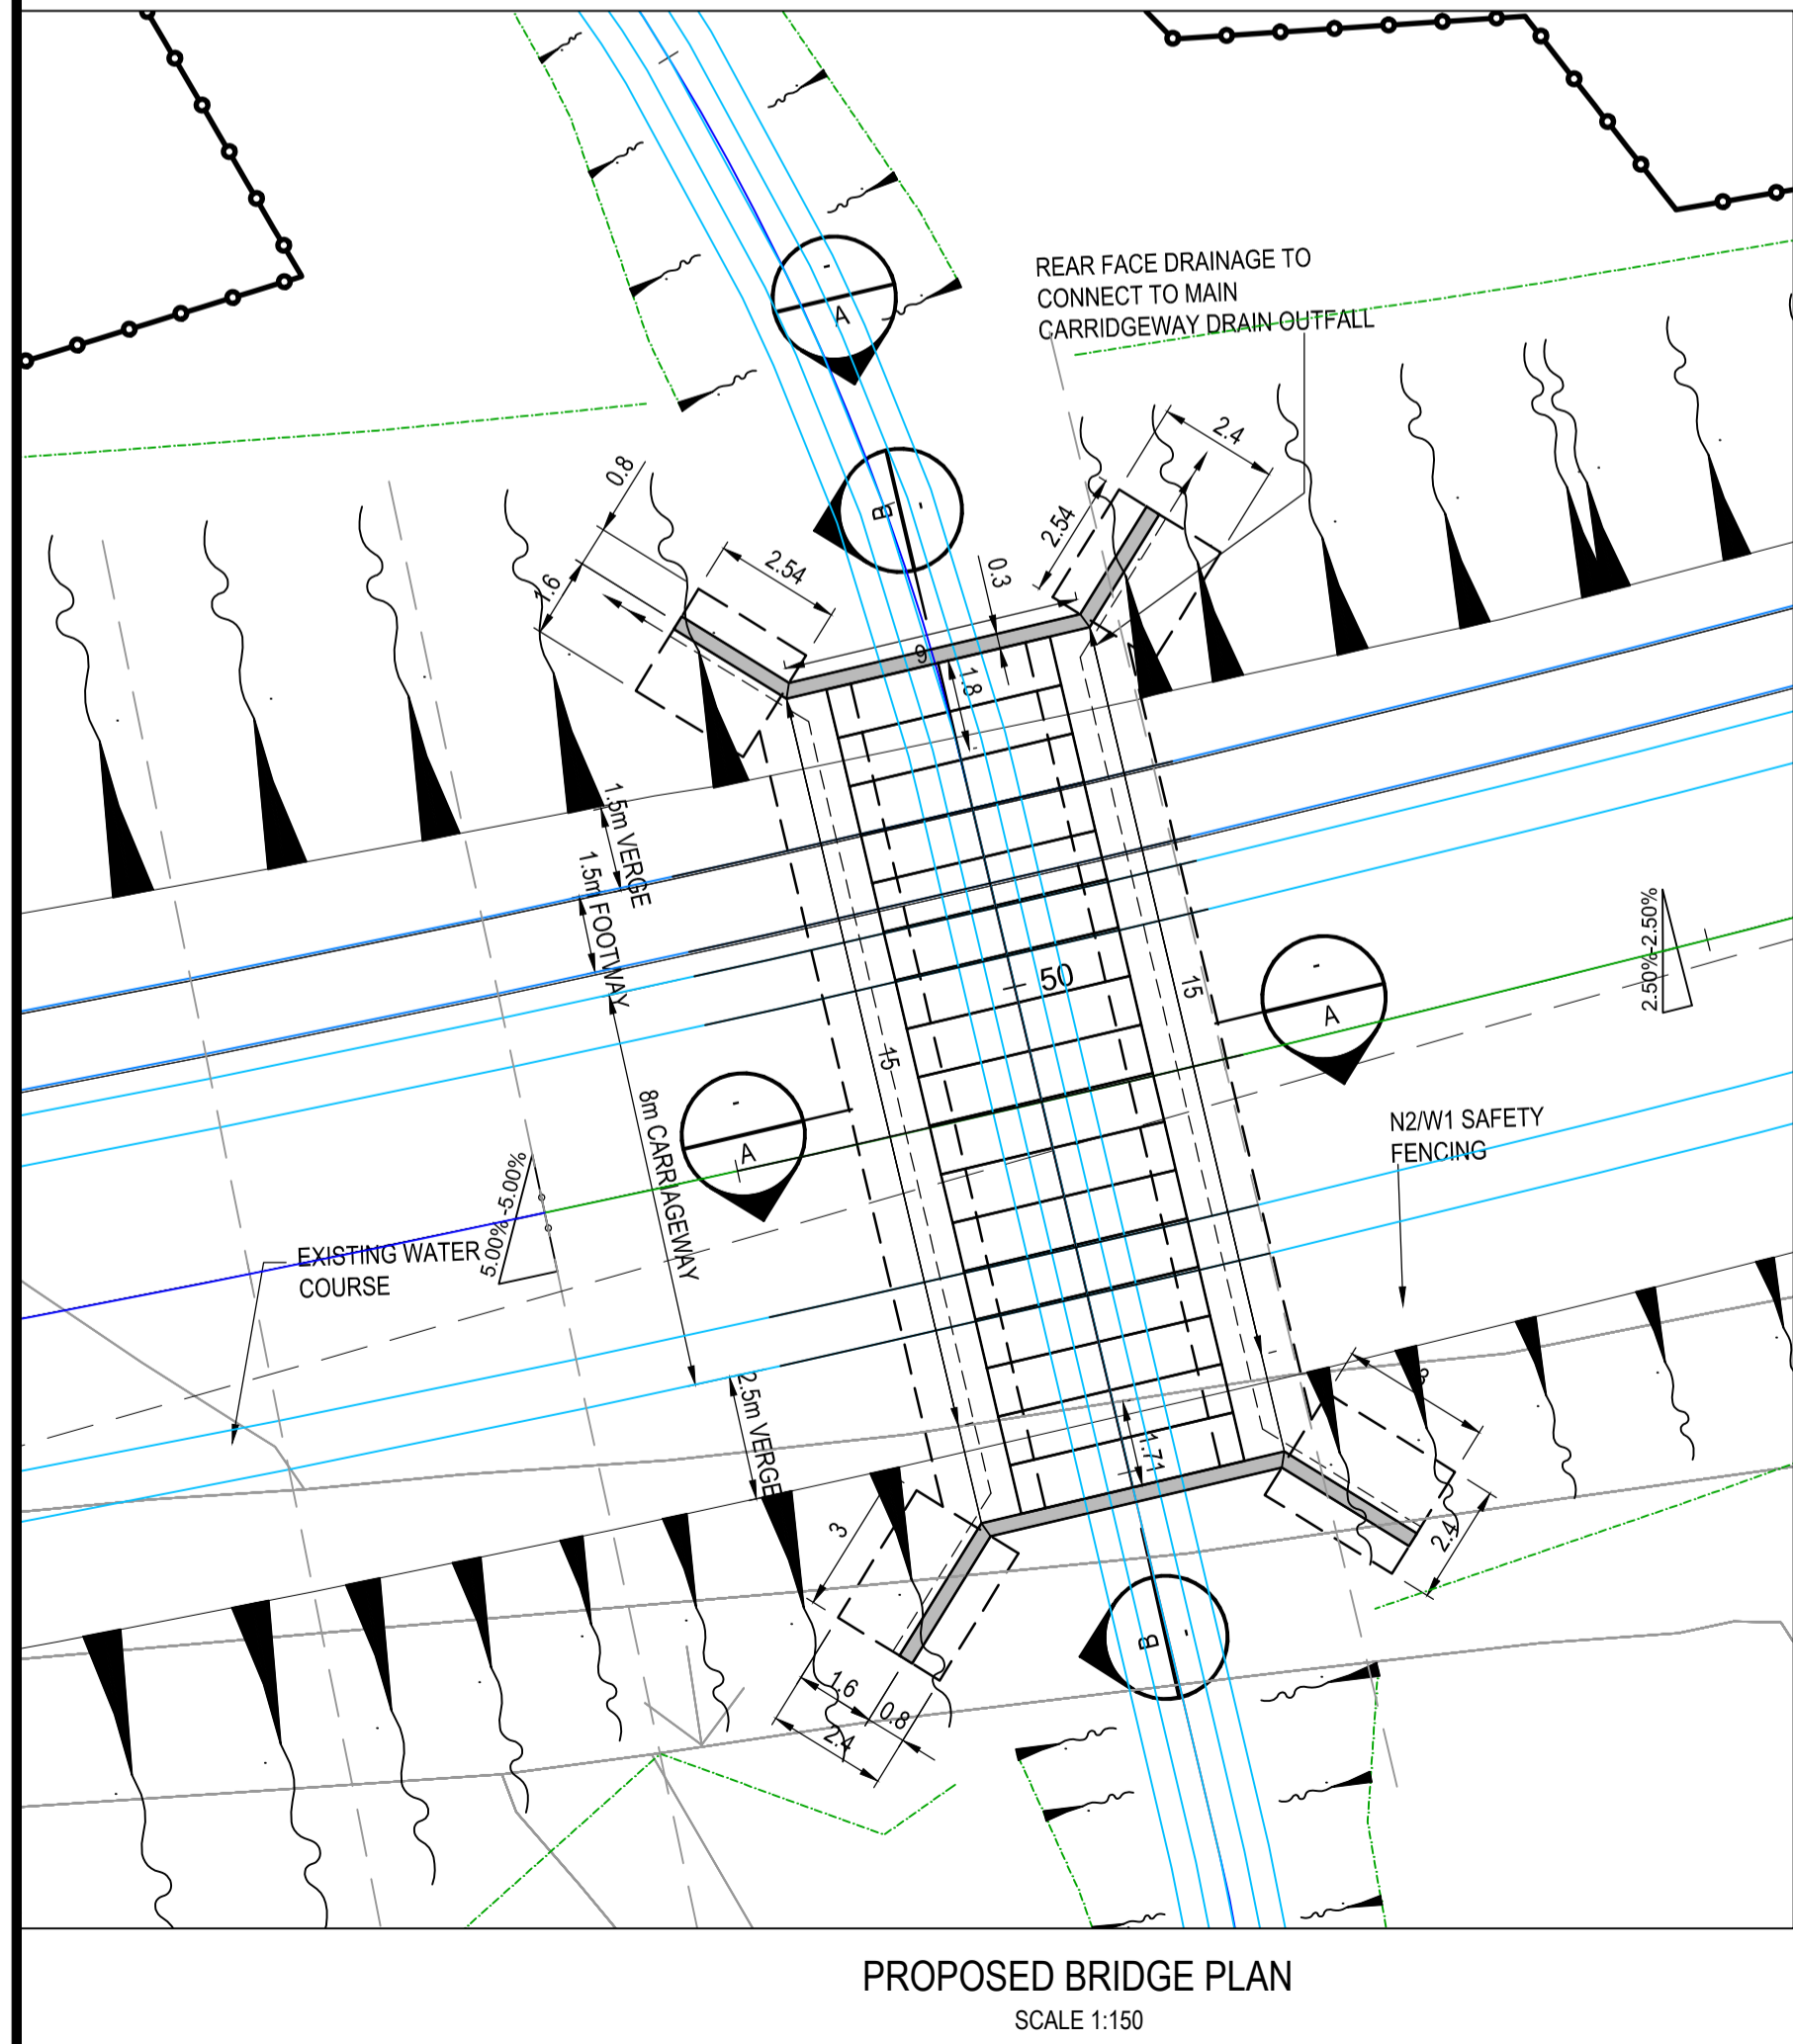 REAR FACE DRAINAGE TO
CONNECT TO MAIN
CARRIDGEWAY DRAIN OUTFALL
-
A
B
-
0.8
1.6
2.54
2.54
2.4
0.3
9
1.8
1.5m VERGE
1.5m FOOTWAY
8m CARRIAGEWAY
2.5m VERGE
15
15
50
-
A
-
A
2.50%
-2.50%
5.00%
-5.00%
EXISTING WATER
COURSE
N2/W1 SAFETY
FENCING
1.71
3
3
2.4
1.6
0.8
2.4
B
-
PROPOSED BRIDGE PLAN
SCALE 1:150